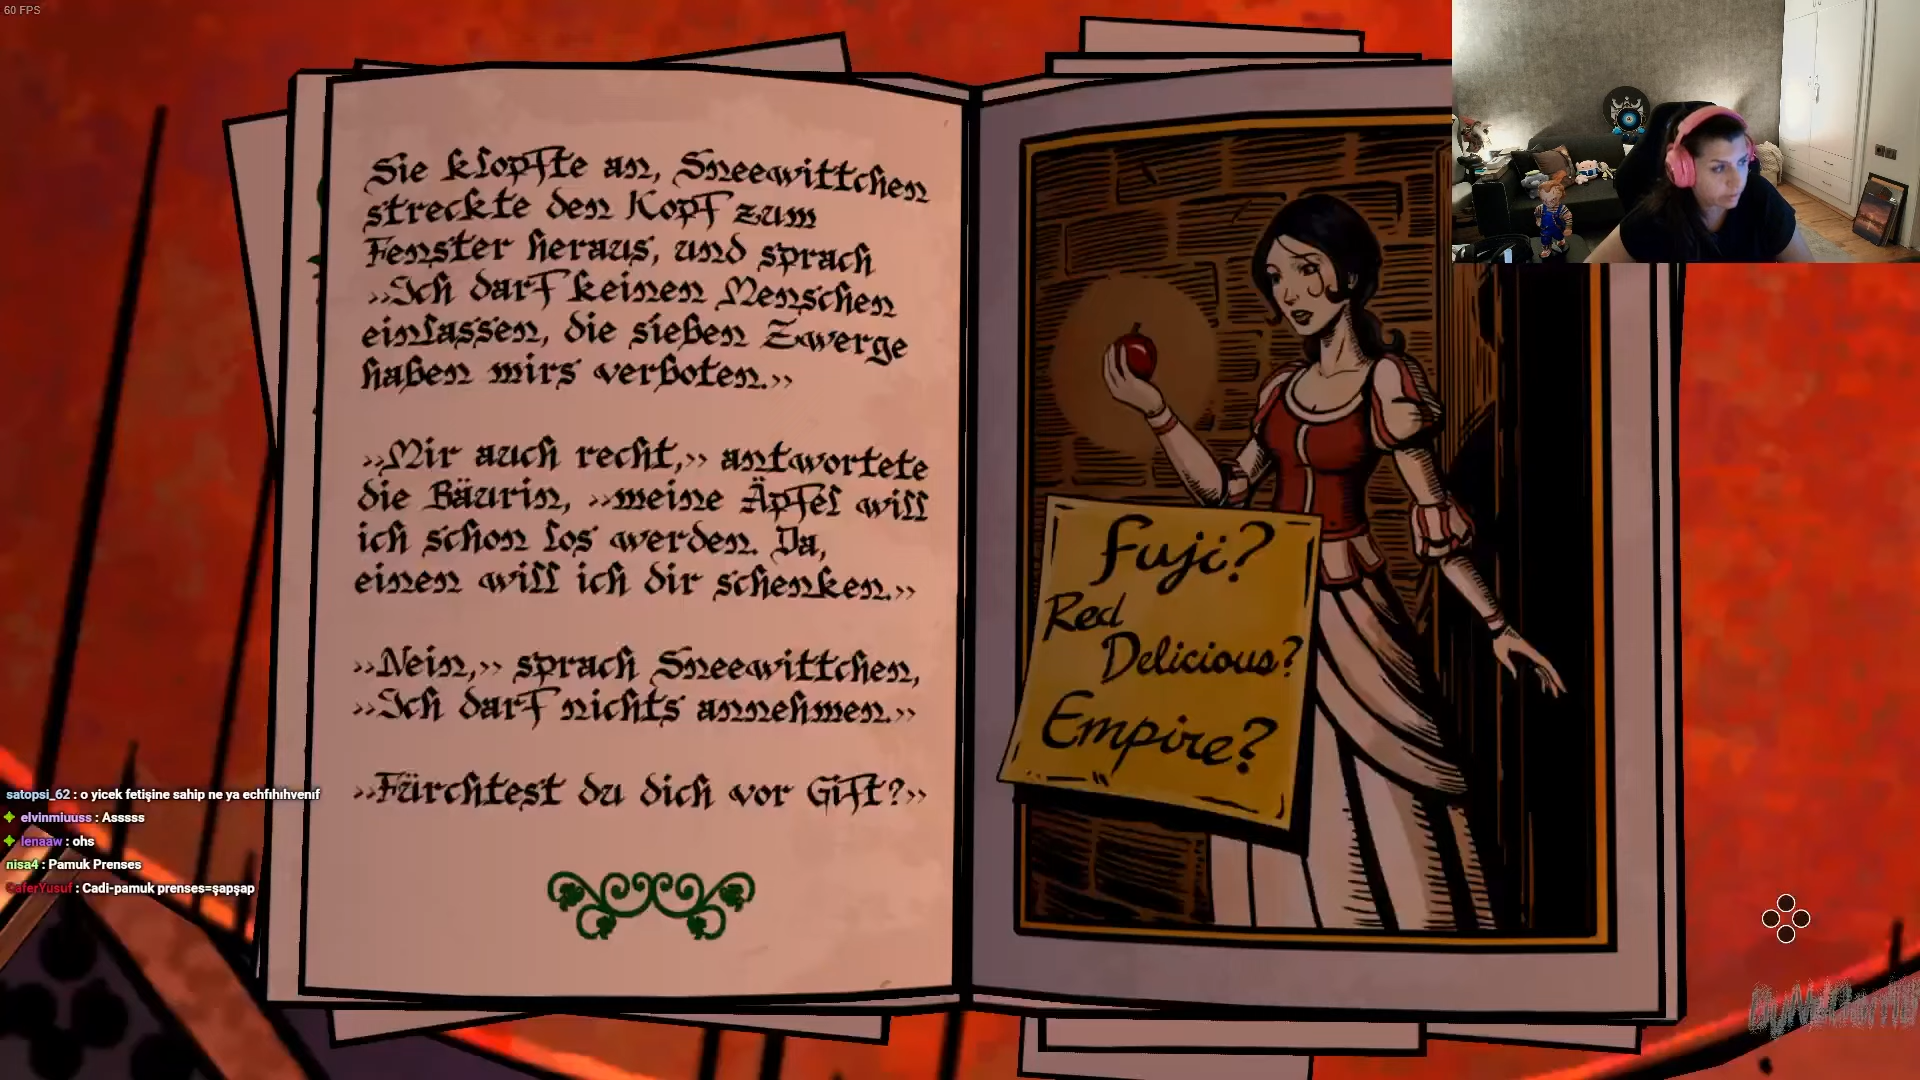 60 FPS
Sie klopfte an, Sneewittchen
streckte den Kopf zum
Fenster heraus, und sprach
»Ich darf keinen Menschen
einlassen, die sieben Zwerge
haben mirs verboten.»
»Mir auch recht,» antwortete
die Bäurin, »meine Äpfel will
ich schon los werden. Da,
einen will ich dir schenken.»
»Nein,» sprach Sneewittchen,
»Ich darf nichts annehmen.»
»Fürchtest du dich vor Gift?»
Fuji?
Red
Delicious?
Empire?
satopsi_62 : o yicek fetişine sahip ne ya echfıhıhvenıf
elvinmiuuss : Asssss
lenaaw : ohs
nisa4 : Pamuk Prenses
CaferYusuf : Cadi-pamuk prenses=şapşap